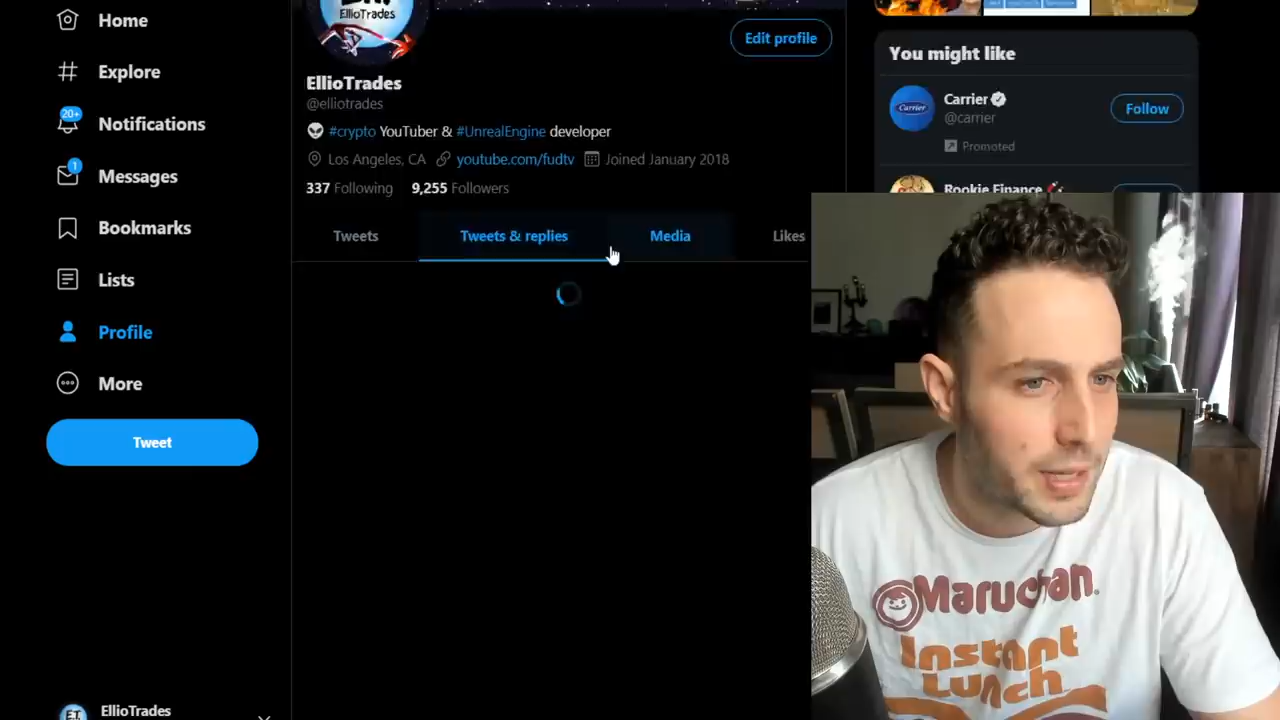 Home
Explore
20+
Notifications
1
Messages
Bookmarks
Lists
Profile
More
Tweet
EllioTrades
EllioTrades
Edit profile
EllioTrades
@elliotrades
#crypto YouTuber & #UnrealEngine developer
Los Angeles, CA youtube.com/fudtv Joined January 2018
337 Following 9,255 Followers
Tweets Tweets & replies Media Likes
You might like
Carrier
Carrier
@carrier
Follow
Promoted
Rookie Finance
Maruchan
Instant
Lunch